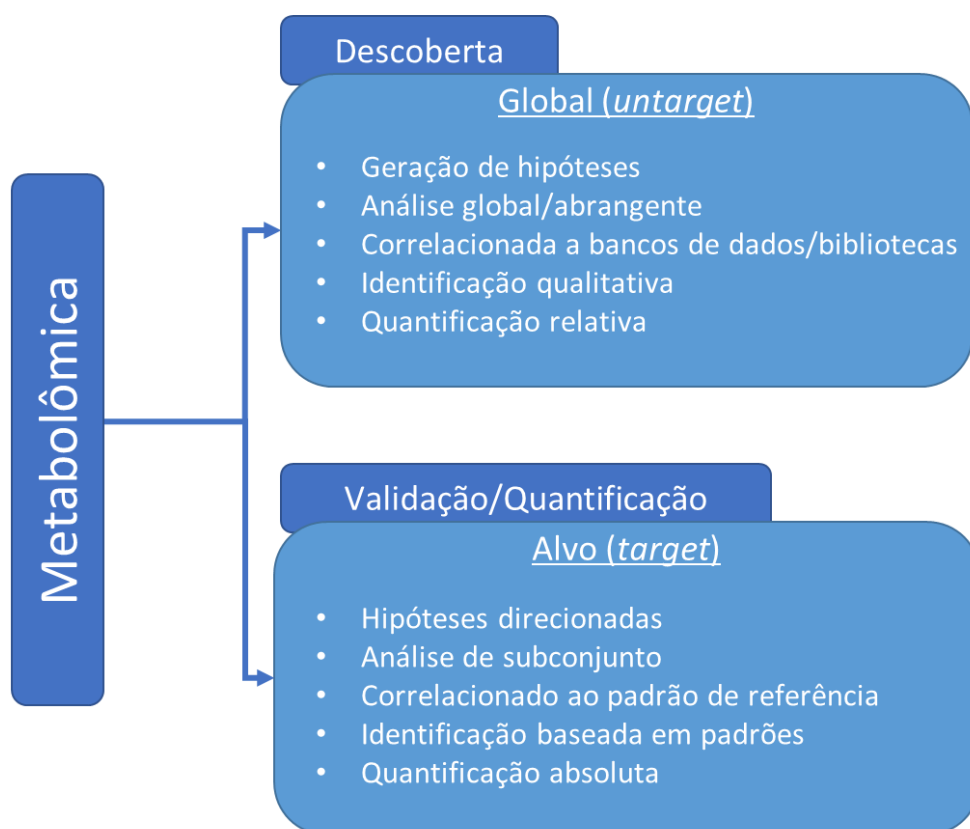 Metabolômica
Descoberta
Global (untarget)
• Geração de hipóteses
• Análise global/abrangente
• Correlacionada a bancos de dados/bibliotecas
• Identificação qualitativa
• Quantificação relativa
Validação/Quantificação
Alvo (target)
• Hipóteses direcionadas
• Análise de subconjunto
• Correlacionado ao padrão de referência
• Identificação baseada em padrões
• Quantificação absoluta